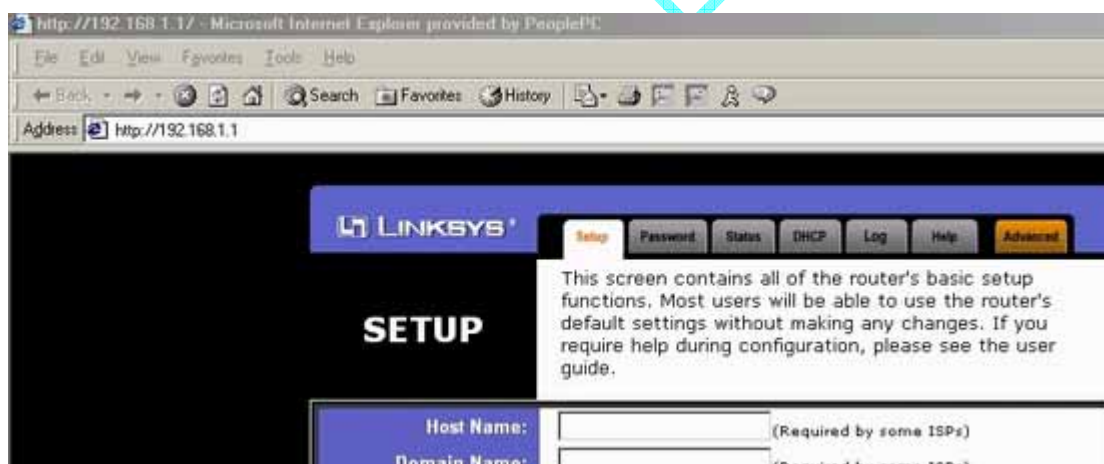 http://192.168.1.1/ - Microsoft Internet Explorer provided by PeoplePC
File Edit View Favorites Tools Help
Back Search Favorites History
Address http://192.168.1.1
LINKSYS®
Setup Password Status DHCP Log Help Advanced
SETUP
This screen contains all of the router's basic setup
functions. Most users will be able to use the router's
default settings without making any changes. If you
require help during configuration, please see the user
guide.
Host Name: (Required by some ISPs)
Domain Name: (Required by some ISPs)